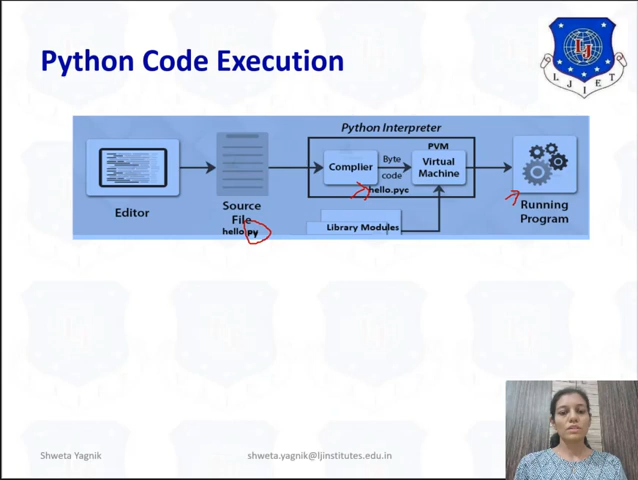 Python Code Execution
LJIET
Python Interpreter
PVM
Complier
Byte
code
Virtual
Machine
hello.pyc
Editor
Source
File
hello.py
Library Modules
Running
Program
Shweta Yagnik
shweta.yagnik@ljinstitutes.edu.in